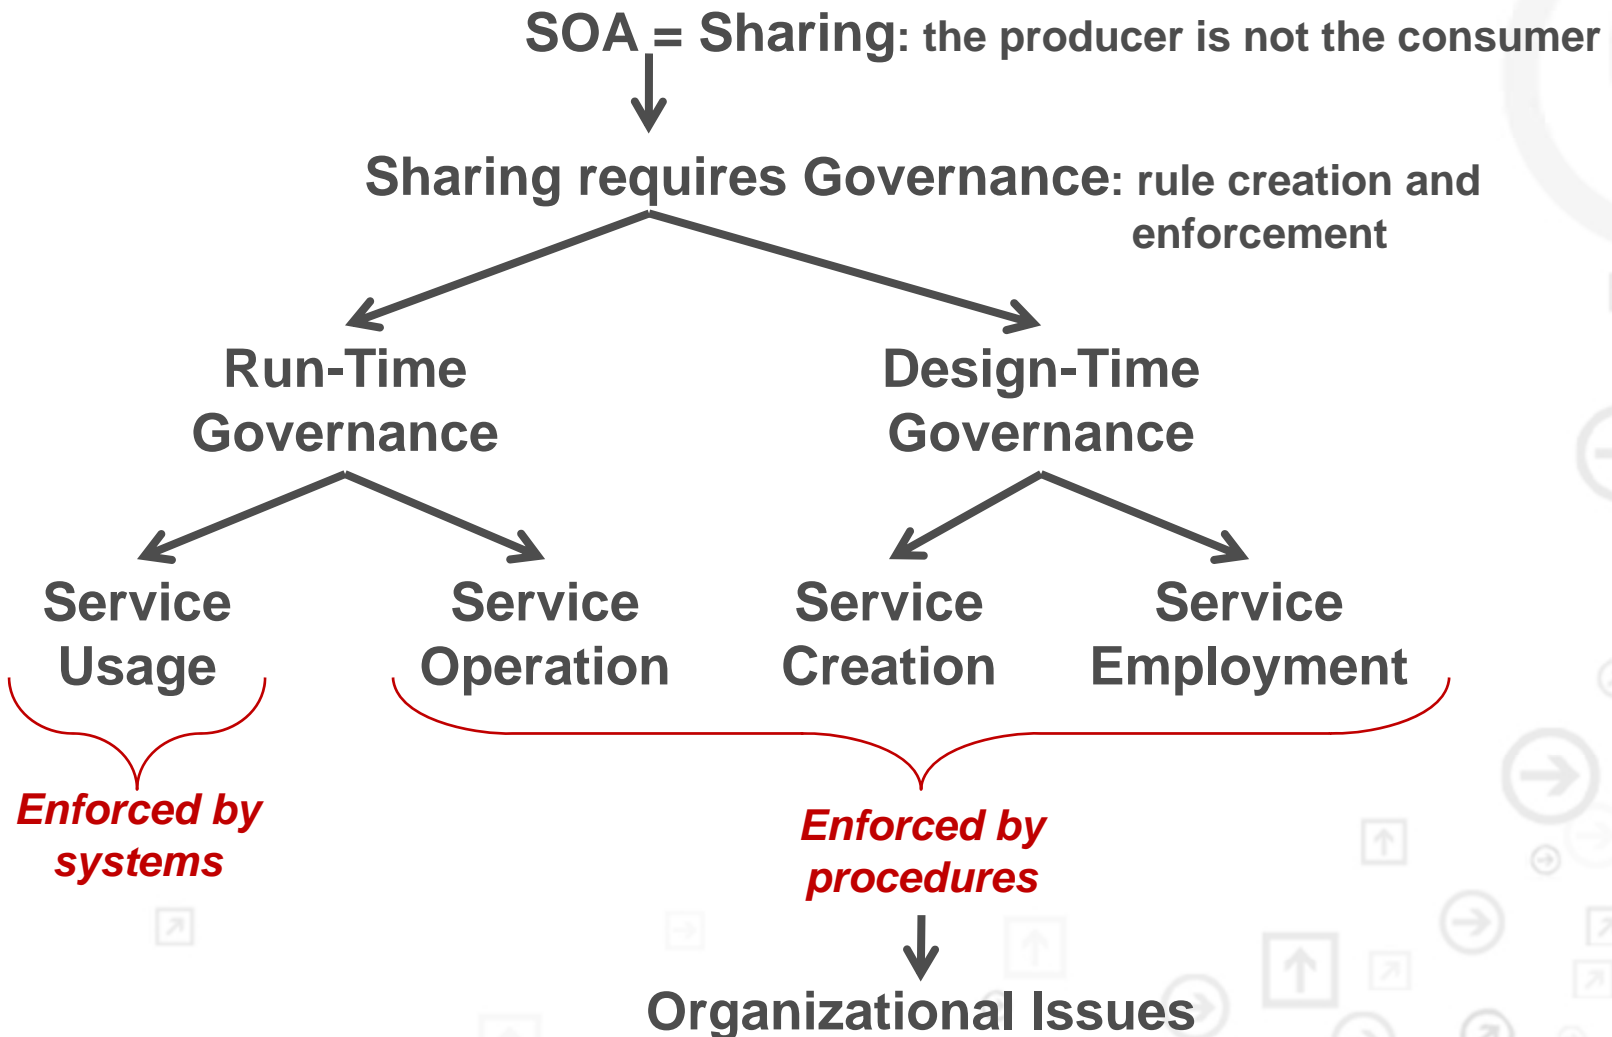 SOA = Sharing: the producer is not the consumer
Sharing requires Governance: rule creation and
enforcement
Run-Time
Governance
Design-Time
Governance
Service
Usage
Service
Operation
Service
Creation
Service
Employment
Enforced by
systems
Enforced by
procedures
Organizational Issues